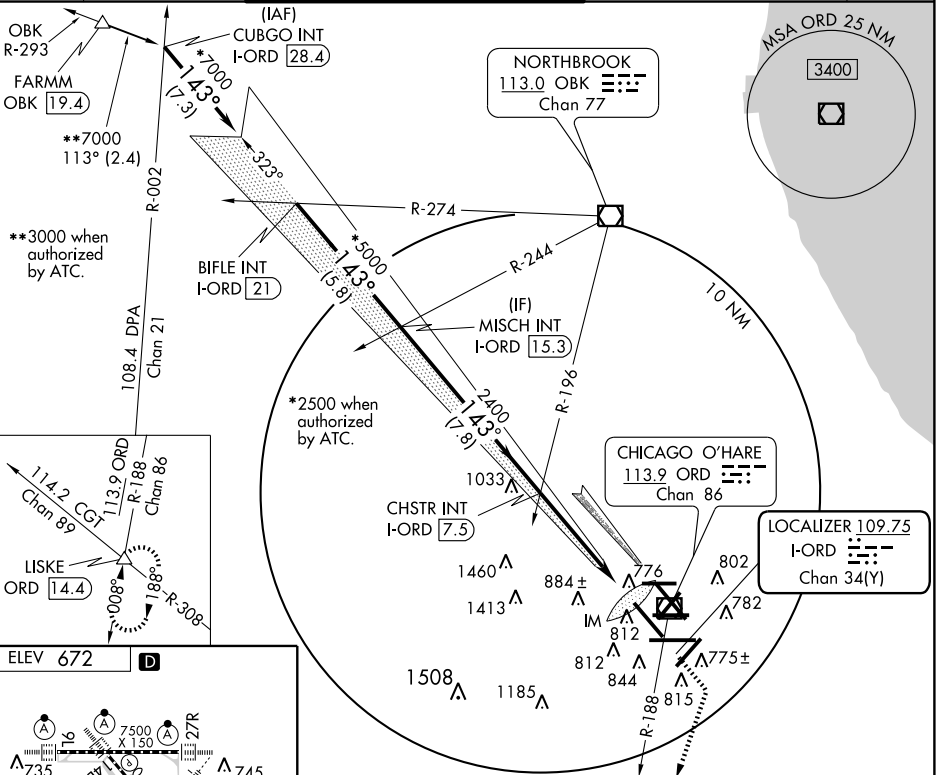 OBK
R-293
FARMM
OBK 19.4
**7000
113° (2.4)
(IAF)
CUBGO INT
I-ORD 28.4
*7000
143°
(7.3)
NORTHBROOK
113.0 OBK
Chan 77
MSA ORD 25 NM
3400
R-002
323°
R-274
**3000 when
authorized
by ATC.
BIFLE INT
I-ORD 21
*5000
143°
(5.8)
R-244
(IF)
MISCH INT
I-ORD 15.3
10 NM
108.4 DPA
Chan 21
R-196
*2500 when
authorized
by ATC.
2400
143°
(7.8)
CHICAGO O'HARE
113.9 ORD
Chan 86
114.2 CGT
Chan 89
113.9 ORD
R-188
Chan 86
1033
CHSTR INT
I-ORD 7.5
LOCALIZER 109.75
I-ORD
Chan 34(Y)
LISKE
ORD 14.4
008°
188°
R-308
1460
1413
884±
776
802
782
IM
812
812
844
775±
815
1508
1185
R-188
ELEV 672 D
A
A
A
7500
X 150
9L
27R
P
735
745